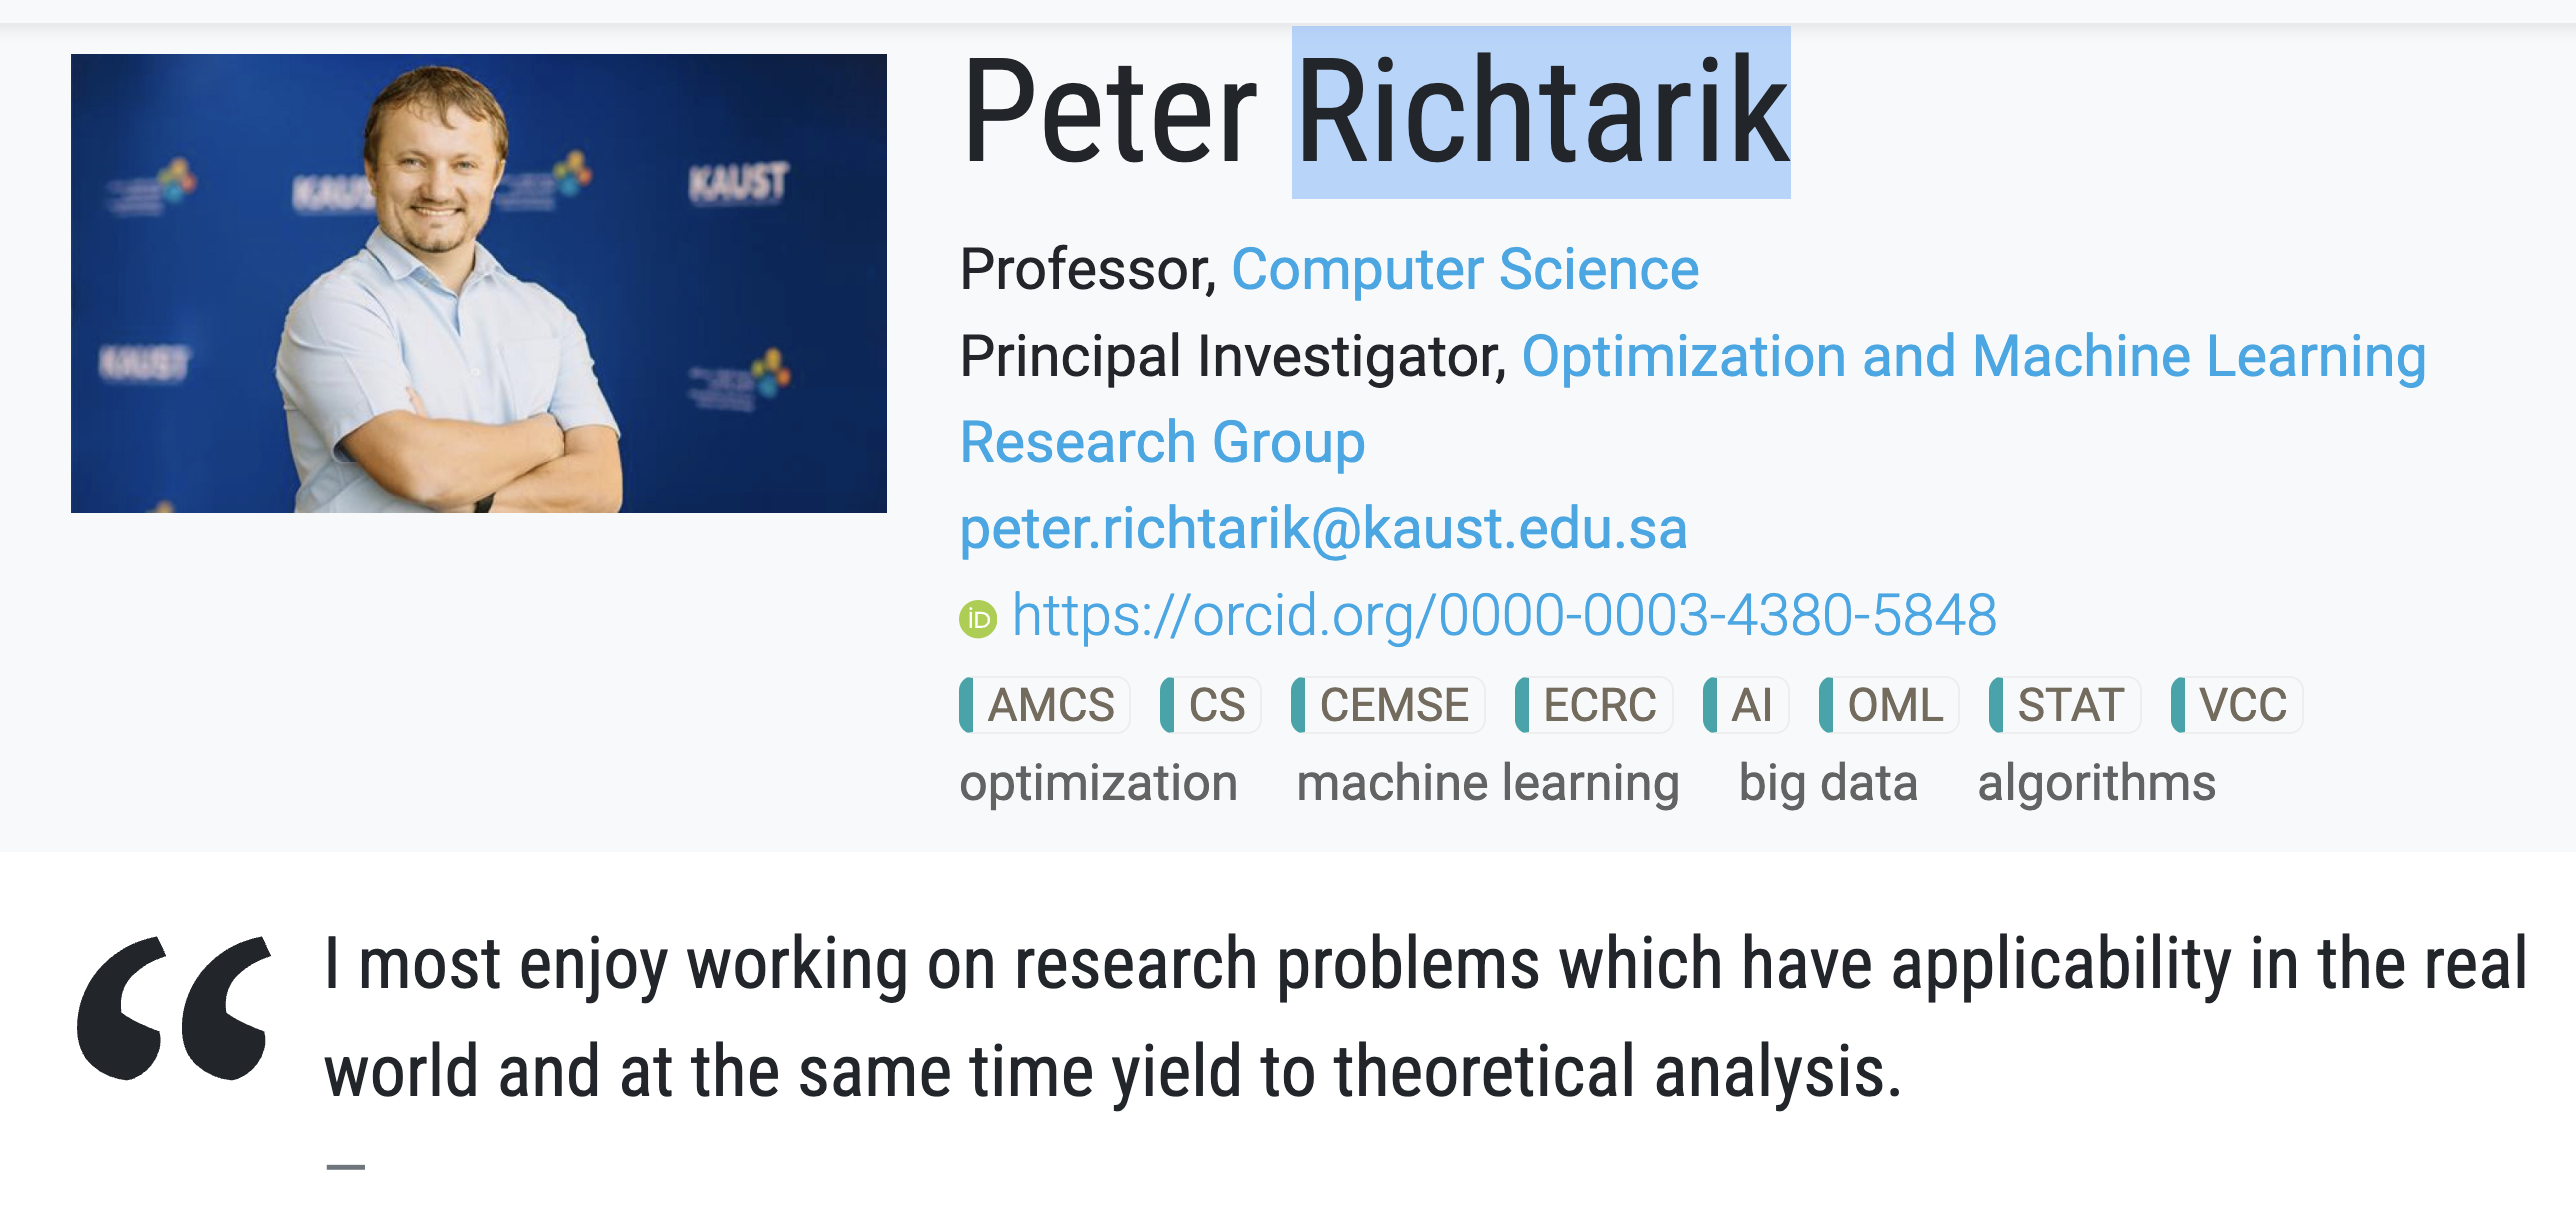 KAUST
KAUST
Peter Richtarik
Professor, Computer Science
Principal Investigator, Optimization and Machine Learning
Research Group
peter.richtarik@kaust.edu.sa
iD https://orcid.org/0000-0003-4380-5848
AMCS CS CEMSE ECRC AI OML STAT VCC
optimization machine learning big data algorithms
“ I most enjoy working on research problems which have applicability in the real
world and at the same time yield to theoretical analysis.
—